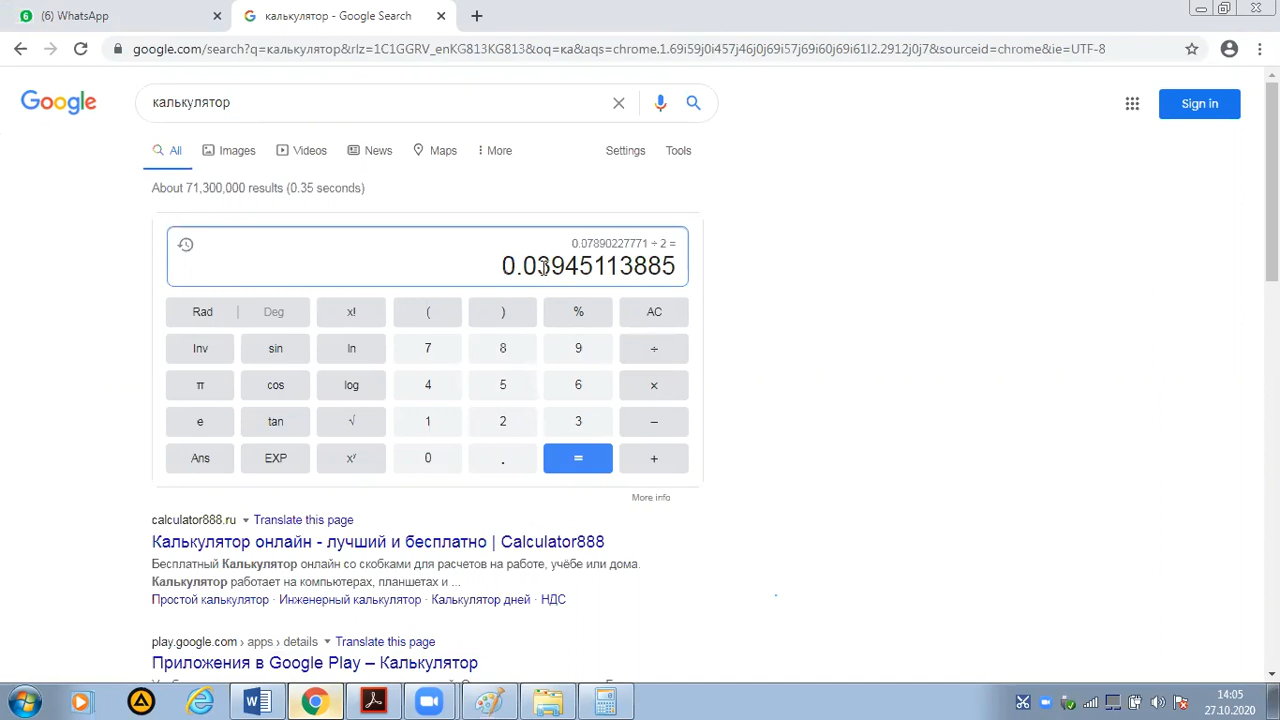 (6) WhatsApp
калькулятор - Google Search
google.com/search?q=калькулятор&rlz=1C1GGRV_enKG813KG813&oq=ка&aqs=chrome.1.69i59j0i457j46j0j69i57j69i60j69i61l2.2912j0j7&sourceid=chrome&ie=UTF-8
Google
калькулятор
Sign in
All Images Videos News Maps More Settings Tools
About 71,300,000 results (0.35 seconds)
0.07890227771 ÷ 2 =
0.03945113885
Rad | Deg x! ( ) % AC
Inv sin ln 7 8 9 ÷
π cos log 4 5 6 ×
e tan √ 1 2 3 −
Ans EXP xʸ 0 . = +
More info
calculator888.ru Translate this page
Калькулятор онлайн - лучший и бесплатно | Calculator888
Бесплатный Калькулятор онлайн со скобками для расчетов на работе, учёбе или дома.
Калькулятор работает на компьютерах, планшетах и ...
Простой калькулятор · Инженерный калькулятор · Калькулятор дней · НДС
play.google.com › apps › details Translate this page
Приложения в Google Play – Калькулятор
14:05
27.10.2020